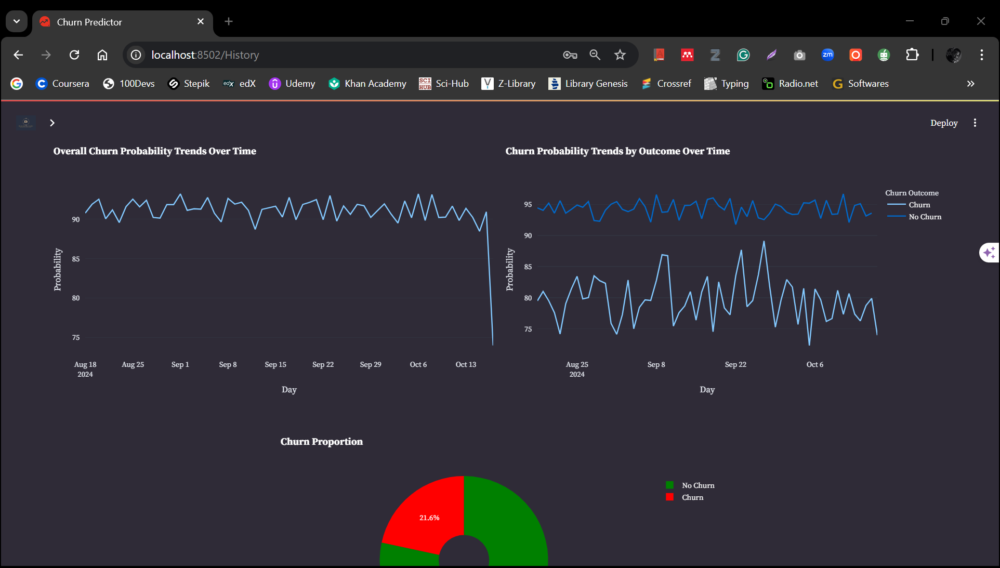 Churn Predictor
localhost:8502/History
Coursera
100Devs
Stepik
edX
edX
Udemy
Khan Academy
SCI
HUB
Sci-Hub
Z-Library
Library Genesis
Crossref
Typing
Radio.net
Softwares
zm
Deploy
Overall Churn Probability Trends Over Time
Probability
90
85
80
75
Aug 18
2024
Aug 25
Sep 1
Sep 8
Sep 15
Sep 22
Sep 29
Oct 6
Oct 13
Day
Churn Probability Trends by Outcome Over Time
Probability
95
90
85
80
75
Aug 25
2024
Sep 8
Sep 22
Oct 6
Day
Churn Outcome
Churn
No Churn
Churn Proportion
21.6%
No Churn
Churn